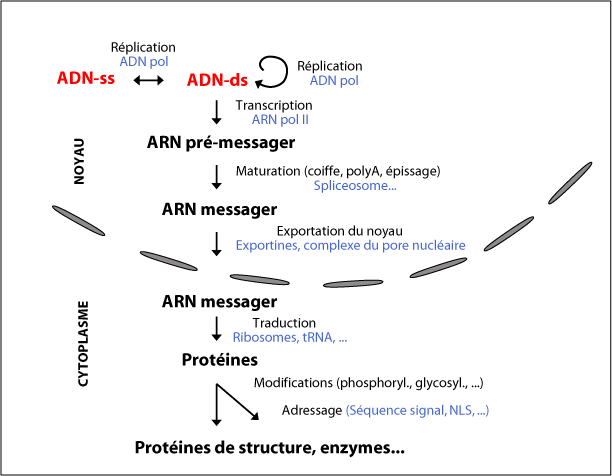 Réplication
ADN pol
ADN-ss
ADN-ds
Réplication
ADN pol
Transcription
ARN pol II
ARN pré-messager
Maturation (coiffe, polyA, épissage)
Spliceosome...
ARN messager
NOYAU
Exportation du noyau
Exportines, complexe du pore nucléaire
ARN messager
Traduction
Ribosomes, tRNA, ...
CYTOPLASME
Protéines
Modifications (phosphoryl., glycosyl., ...)
Adressage (Séquence signal, NLS, ...)
Protéines de structure, enzymes...